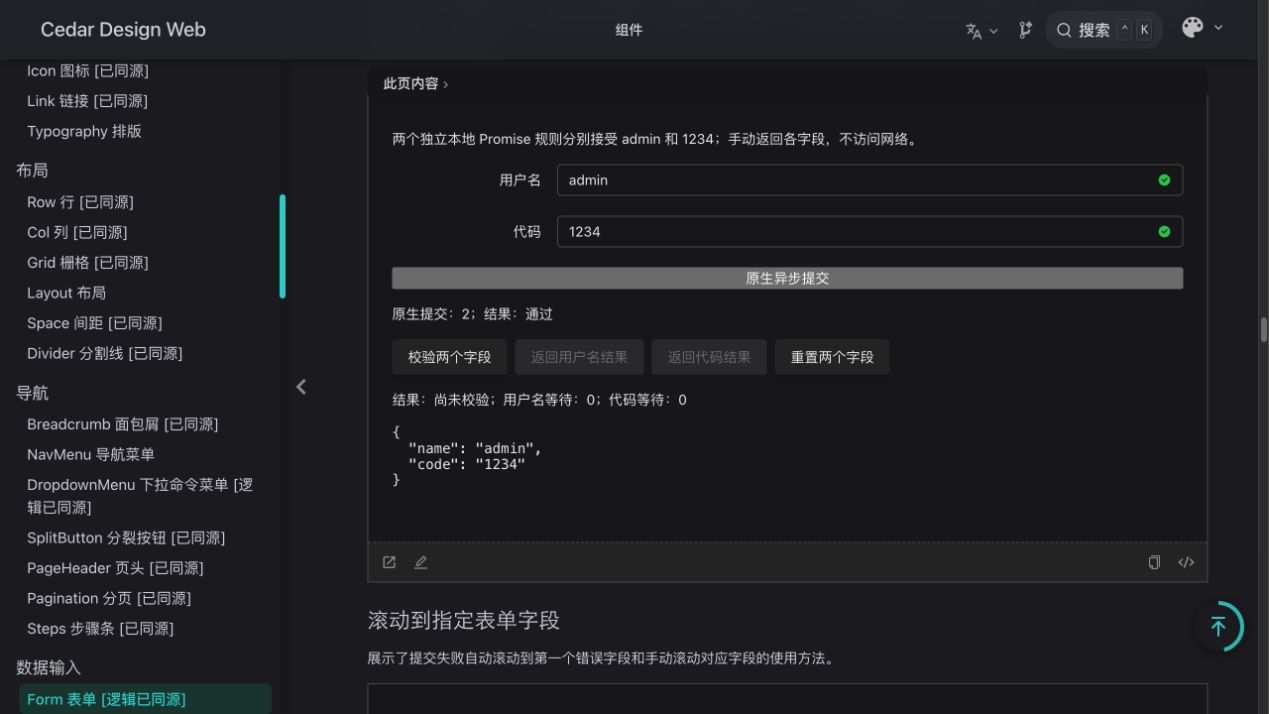 Cedar Design Web
组件
搜索 ^ K
Icon 图标 [已同源]
Link 链接 [已同源]
Typography 排版
布局
Row 行 [已同源]
Col 列 [已同源]
Grid 栅格 [已同源]
Layout 布局
Space 间距 [已同源]
Divider 分割线 [已同源]
导航
Breadcrumb 面包屑 [已同源]
NavMenu 导航菜单
DropdownMenu 下拉命令菜单 [逻
辑已同源]
SplitButton 分裂按钮 [已同源]
PageHeader 页头 [已同源]
Pagination 分页 [已同源]
Steps 步骤条 [已同源]
数据输入
Form 表单 [逻辑已同源]
此页内容 ›
两个独立本地 Promise 规则分别接受 admin 和 1234；手动返回各字段，不访问网络。
用户名 admin
代码 1234
原生异步提交
原生提交：2；结果：通过
校验两个字段 返回用户名结果 返回代码结果 重置两个字段
结果：尚未校验；用户名等待：0；代码等待：0
{
"name": "admin",
"code": "1234"
}
滚动到指定表单字段
展示了提交失败自动滚动到第一个错误字段和手动滚动对应字段的使用方法。